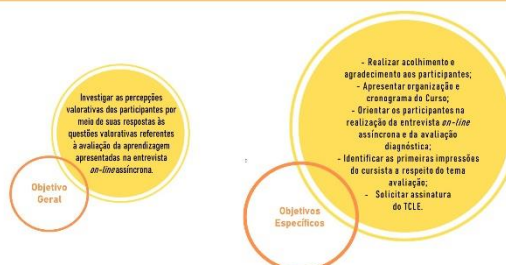 Investigar as percepções
valorativas dos participantes por
meio de suas respostas às
questões valorativas referentes
à avaliação da aprendizagem
apresentadas na entrevista
on-line assíncrona.
Objetivo
Geral
- Realizar acolhimento e
agradecimento aos participantes;
- Apresentar organização e
cronograma do Curso;
- Orientar os participantes na
realização da entrevista on-line
assíncrona e da avaliação
diagnóstica;
- Identificar as primeiras impressões
do cursista a respeito do tema
avaliação;
- Solicitar assinatura
do TCLE.
Objetivos
Específicos